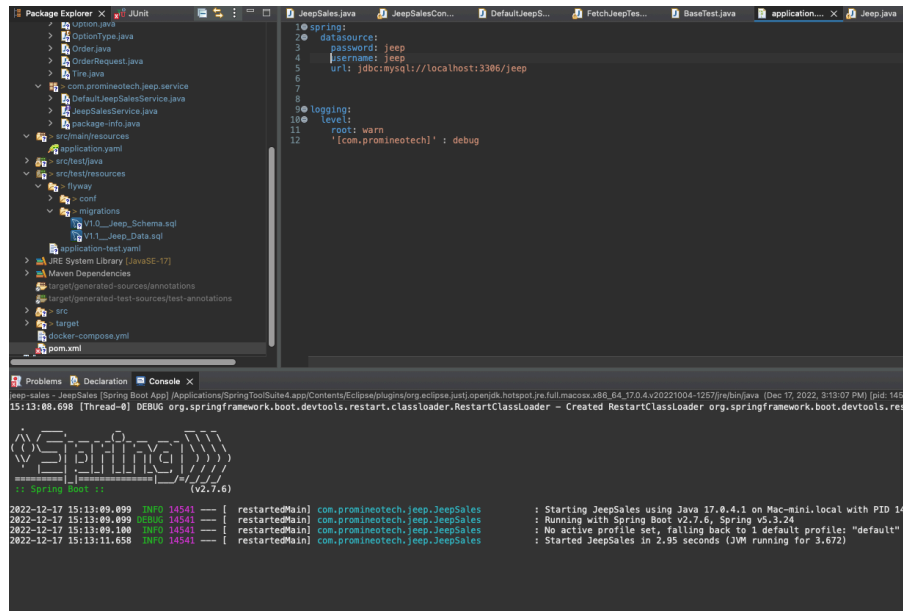 Package Explorer X JUnit
Option.java
OptionType.java
Order.java
OrderRequest.java
Tire.java
> com.promineotech.jeep.service
DefaultJeepSalesService.java
JeepSalesService.java
package-info.java
> src/main/resources
application.yaml
> src/test/java
> src/test/resources
> flyway
> conf
> migrations
V1.0__Jeep_Schema.sql
V1.1__Jeep_Data.sql
application-test.yaml
JRE System Library [JavaSE-17]
Maven Dependencies
target/generated-sources/annotations
target/generated-test-sources/test-annotations
> src
> target
docker-compose.yml
pom.xml
JeepSales.java JeepSalesCon... DefaultJeepS... FetchJeepTes... BaseTest.java application.... X Jeep.java
1 spring:
2 datasource:
3 password: jeep
4 username: jeep
5 url: jdbc:mysql://localhost:3306/jeep
6
7
8
9 logging:
10 level:
11 root: warn
12 '[com.promineotech]' : debug
Problems Declaration Console X
jeep-sales - JeepSales [Spring Boot App] /Applications/SpringToolSuite4.app/Contents/Eclipse/plugins/org.eclipse.justj.openjdk.hotspot.jre.full.macosx.x86_64_17.0.4.v20221004-1257/jre/bin/java (Dec 17, 2022, 3:13:07 PM) [pid: 145
15:13:08.698 [Thread-0] DEBUG org.springframework.boot.devtools.restart.classloader.RestartClassLoader - Created RestartClassLoader org.springframework.boot.devtools.res
:: Spring Boot :: (v2.7.6)
2022-12-17 15:13:09.099 INFO 14541 --- [ restartedMain] com.promineotech.jeep.JeepSales : Starting JeepSales using Java 17.0.4.1 on Mac-mini.local with PID 14
2022-12-17 15:13:09.099 DEBUG 14541 --- [ restartedMain] com.promineotech.jeep.JeepSales : Running with Spring Boot v2.7.6, Spring v5.3.24
2022-12-17 15:13:09.100 INFO 14541 --- [ restartedMain] com.promineotech.jeep.JeepSales : No active profile set, falling back to 1 default profile: "default"
2022-12-17 15:13:11.658 INFO 14541 --- [ restartedMain] com.promineotech.jeep.JeepSales : Started JeepSales in 2.95 seconds (JVM running for 3.672)